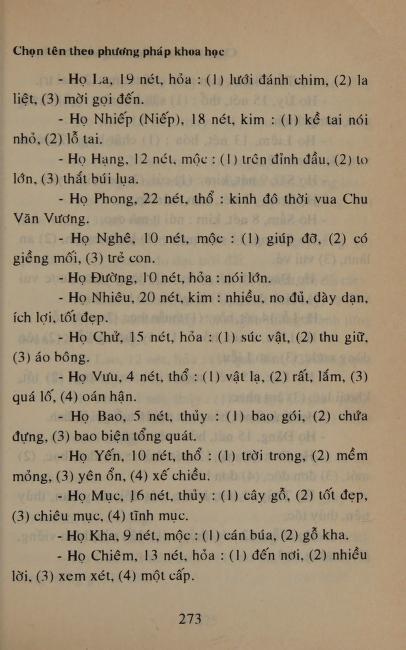 Chọn tên theo phương pháp khoa học
- Họ La, 19 nét, hỏa : (1) lưới đánh chim, (2) la
liệt, (3) mời gọi đến.
- Họ Nhiếp (Niếp), 18 nét, kim : (1) kề tai nói
nhỏ, (2) lỗ tai.
- Họ Hạng, 12 nét, mộc : (1) trên đỉnh đầu, (2) to
lớn, (3) thắt búi lụa.
- Họ Phong, 22 nét, thổ : kinh đô thời vua Chu
Văn Vương.
- Họ Nghê, 10 nét, mộc : (1) giúp đỡ, (2) có
giềng mối, (3) trẻ con.
- Họ Đường, 10 nét, hỏa : nói lớn.
- Họ Nhiêu, 20 nét, kim : nhiều, no đủ, dày dạn,
ích lợi, tốt đẹp.
- Họ Chử, 15 nét, hỏa : (1) súc vật, (2) thu giữ,
(3) áo bông.
- Họ Vưu, 4 nét, thổ : (1) vật lạ, (2) rất, lắm, (3)
quá lố, (4) oán hận.
- Họ Bao, 5 nét, thủy : (1) bao gói, (2) chứa
đựng, (3) bao biện tổng quát.
- Họ Yến, 10 nét, thổ : (1) trời trong, (2) mềm
mỏng, (3) yên ổn, (4) xế chiều.
- Họ Mục, 16 nét, thủy : (1) cây gỗ, (2) tốt đẹp,
(3) chiêu mục, (4) tĩnh mục.
- Họ Kha, 9 nét, mộc : (1) cán búa, (2) gỗ kha.
- Họ Chiêm, 13 nét, hỏa : (1) đến nơi, (2) nhiều
lời, (3) xem xét, (4) một cấp.
273